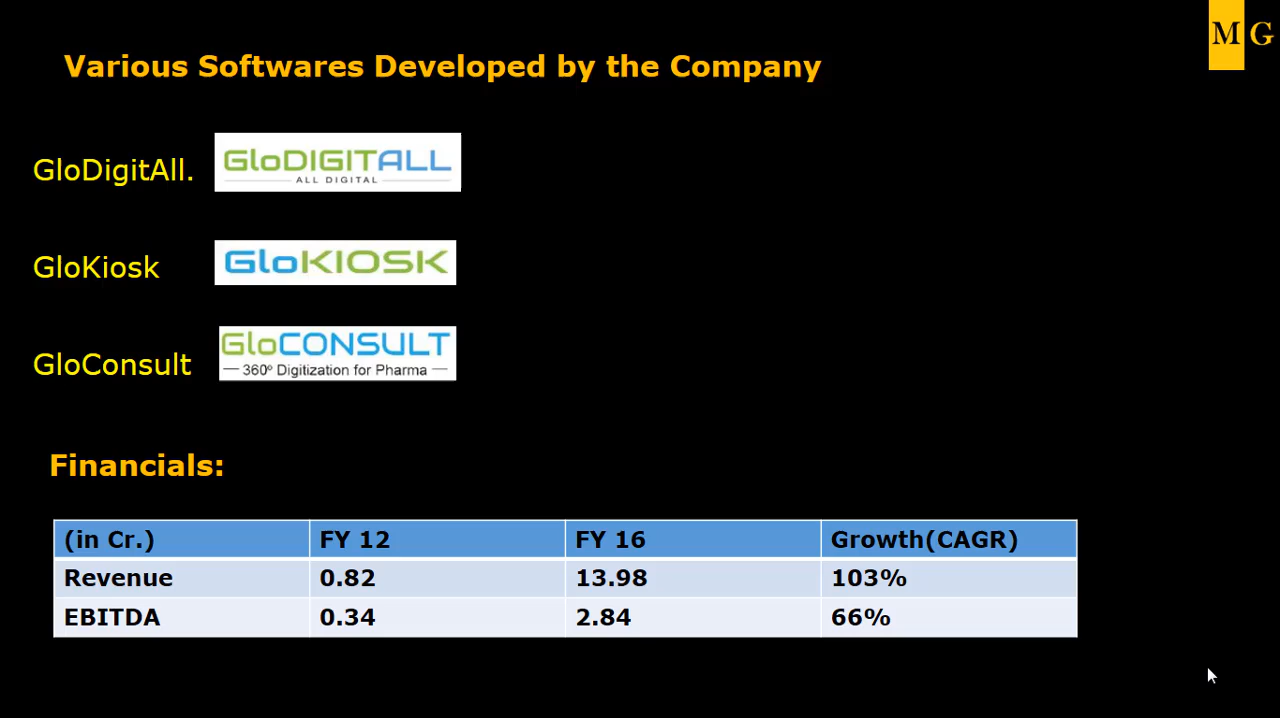 M G
Various Softwares Developed by the Company
GloDigitAll.
GloDIGITALL
ALL DIGITAL
GloKiosk
GloKIOSK
GloConsult
GloCONSULT
360º Digitization for Pharma
Financials:
(in Cr.) FY 12 FY 16 Growth(CAGR)
Revenue 0.82 13.98 103%
EBITDA 0.34 2.84 66%